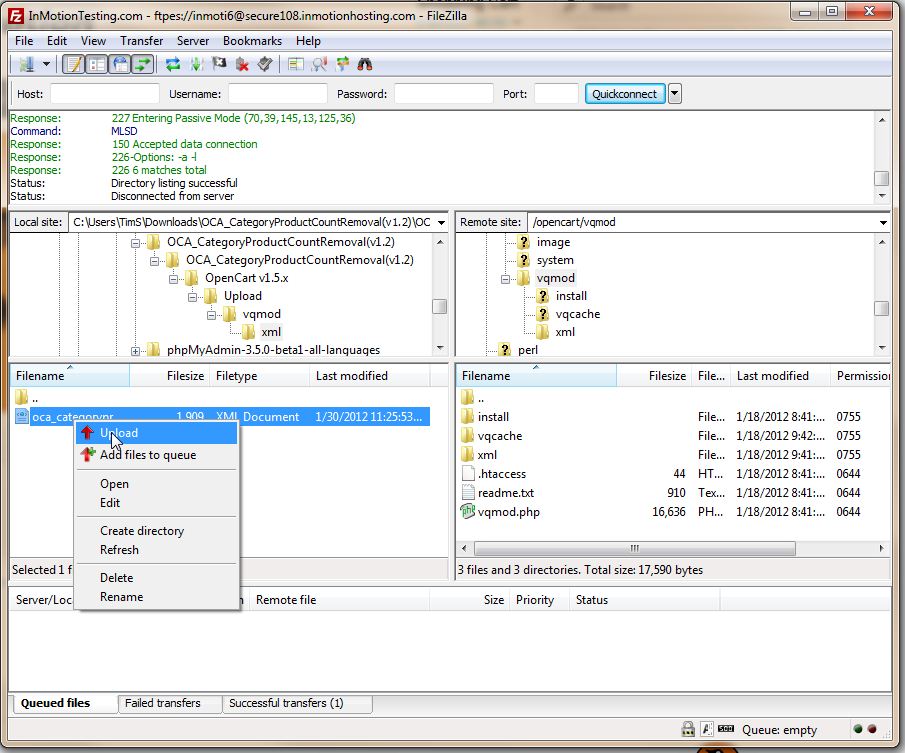 InMotionTesting.com - ftpes://inmoti6@secure108.inmotionhosting.com - FileZilla
File Edit View Transfer Server Bookmarks Help
Host: Username: Password: Port: Quickconnect
Response: 227 Entering Passive Mode (70,39,145,13,125,36)
Command: MLSD
Response: 150 Accepted data connection
Response: 226-Options: -a -l
Response: 226 6 matches total
Status: Directory listing successful
Status: Disconnected from server
Local site: C:\Users\TimS\Downloads\OCA_CategoryProductCountRemoval(v1.2)\OC
OCA_CategoryProductCountRemoval(v1.2)
OCA_CategoryProductCountRemoval(v1.2)
OpenCart v1.5.x
Upload
vqmod
xml
phpMyAdmin-3.5.0-beta1-all-languages
Remote site: /opencart/vqmod
image
system
vqmod
install
vqcache
xml
perl
Filename Filesize Filetype Last modified
..
oca_categorypr 1,909 XML Document 1/30/2012 11:25:53...
Upload
Add files to queue
Open
Edit
Create directory
Refresh
Delete
Rename
Selected 1 f
Filename Filesize File... Last modified Permission
..
install File... 1/18/2012 8:41:... 0755
vqcache File... 1/18/2012 9:42:... 0755
xml File... 1/18/2012 8:41:... 0755
.htaccess 44 HT... 1/18/2012 8:41:... 0644
readme.txt 910 Tex... 1/18/2012 8:41:... 0644
vqmod.php 16,636 PH... 1/18/2012 8:41:... 0644
3 files and 3 directories. Total size: 17,590 bytes
Server/Loca n Remote file Size Priority Status
Queued files Failed transfers Successful transfers (1)
Queue: empty